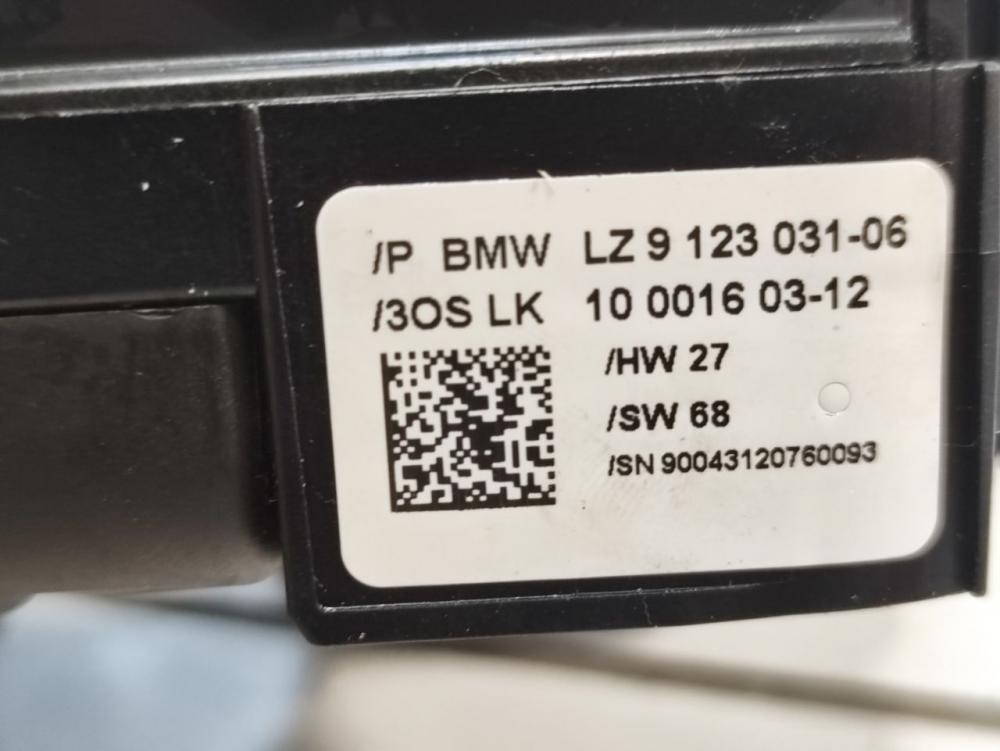 /P BMW LZ 9 123 031-06
/3OS LK 10 0016 03-12
/HW 27
/SW 68
/SN 90043120760093